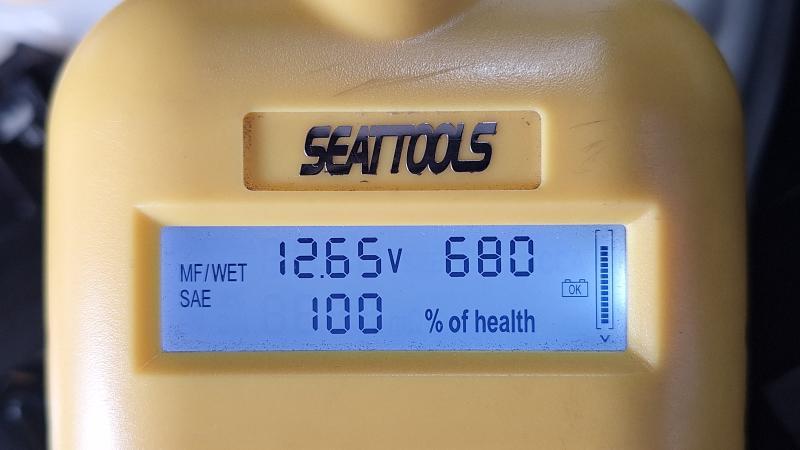 SEATTOOLS
MF/WET 12.65v 680
SAE 100 % of health
OK